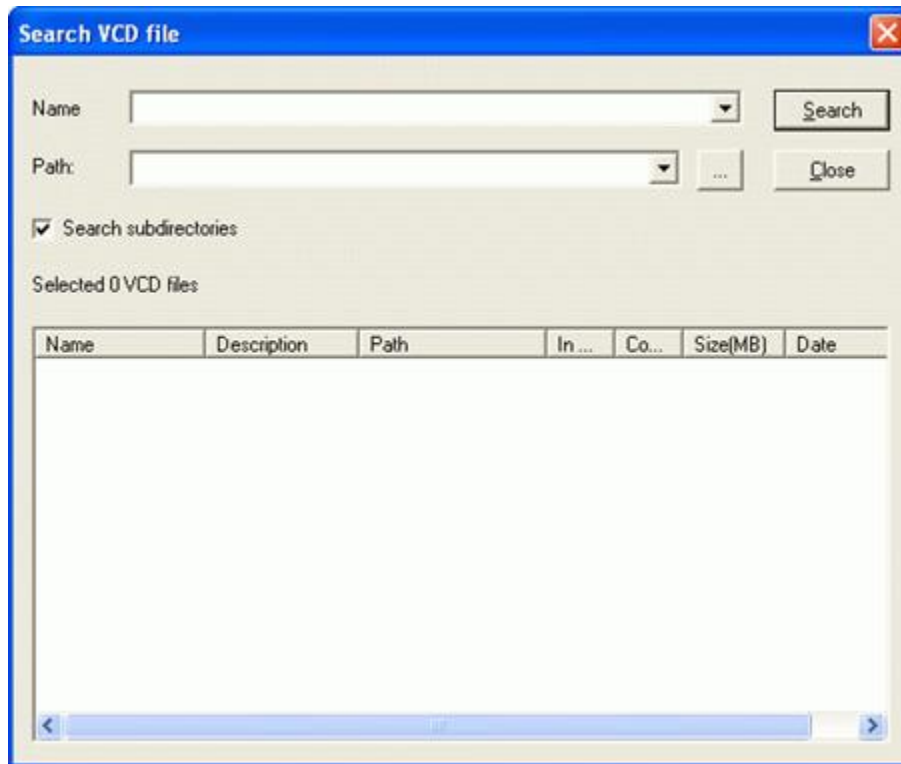 Search VCD file
Name Search
Path: ... Close
Search subdirectories
Selected 0 VCD files
Name Description Path In ... Co... Size(MB) Date